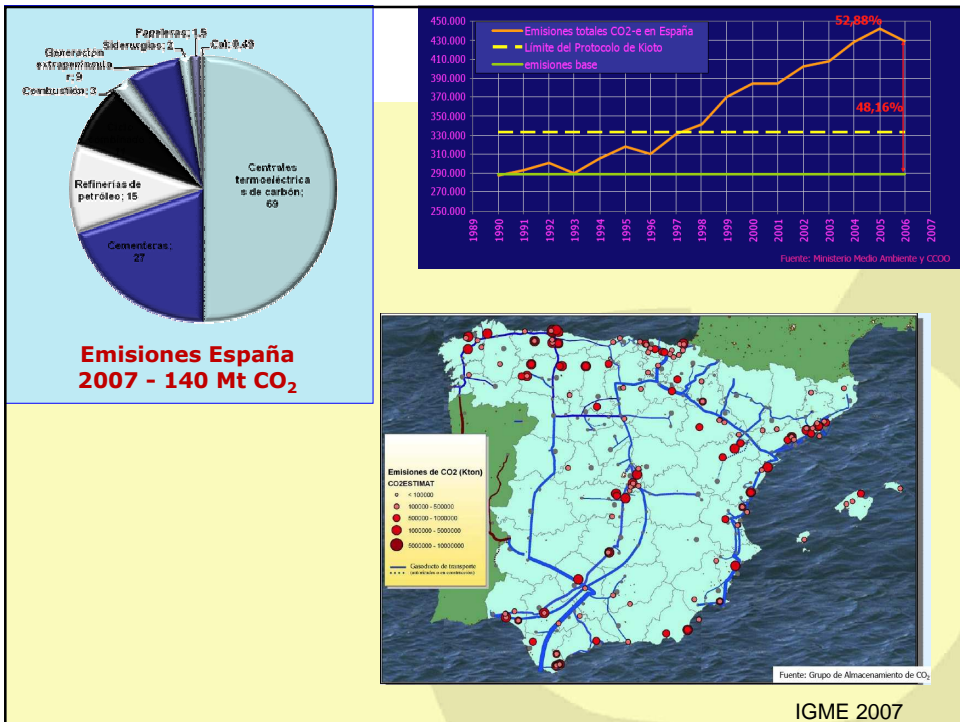 Papeleras; 1,5
Siderurgias; 2
Cal; 0.49
Generación
extrapeninsula
r; 9
Combustion; 3
Refinerías de
petróleo; 15
Cementeras;
27
Centrales
termoeléctrica
s de carbón;
69
Emisiones España
2007 - 140 Mt CO2
450.000
430.000
410.000
390.000
370.000
350.000
330.000
310.000
290.000
270.000
250.000
Emisiones totales CO2-e en España
Límite del Protocolo de Kioto
emisiones base
52,88%
48,16%
1989
1990
1991
1992
1993
1994
1995
1996
1997
1998
1999
2000
2001
2002
2003
2004
2005
2006
2007
Fuente: Ministerio Medio Ambiente y CCOO
Emisiones de CO2 (Kton)
CO2ESTIMAT
< 100000
100000 - 500000
500000 - 1000000
1000000 - 5000000
5000000 - 10000000
Gasoducto de transporte
Fuente: Grupo de Almacenamiento de CO2
IGME 2007